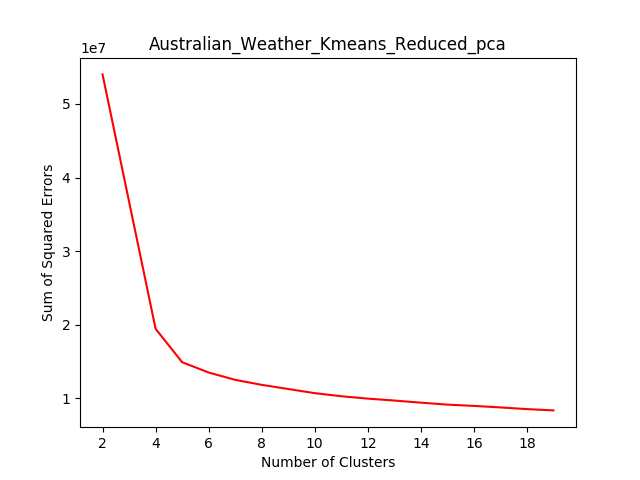 Australian_Weather_Kmeans_Reduced_pca
1e7
5
4
3
2
1
Sum of Squared Errors
2 4 6 8 10 12 14 16 18
Number of Clusters